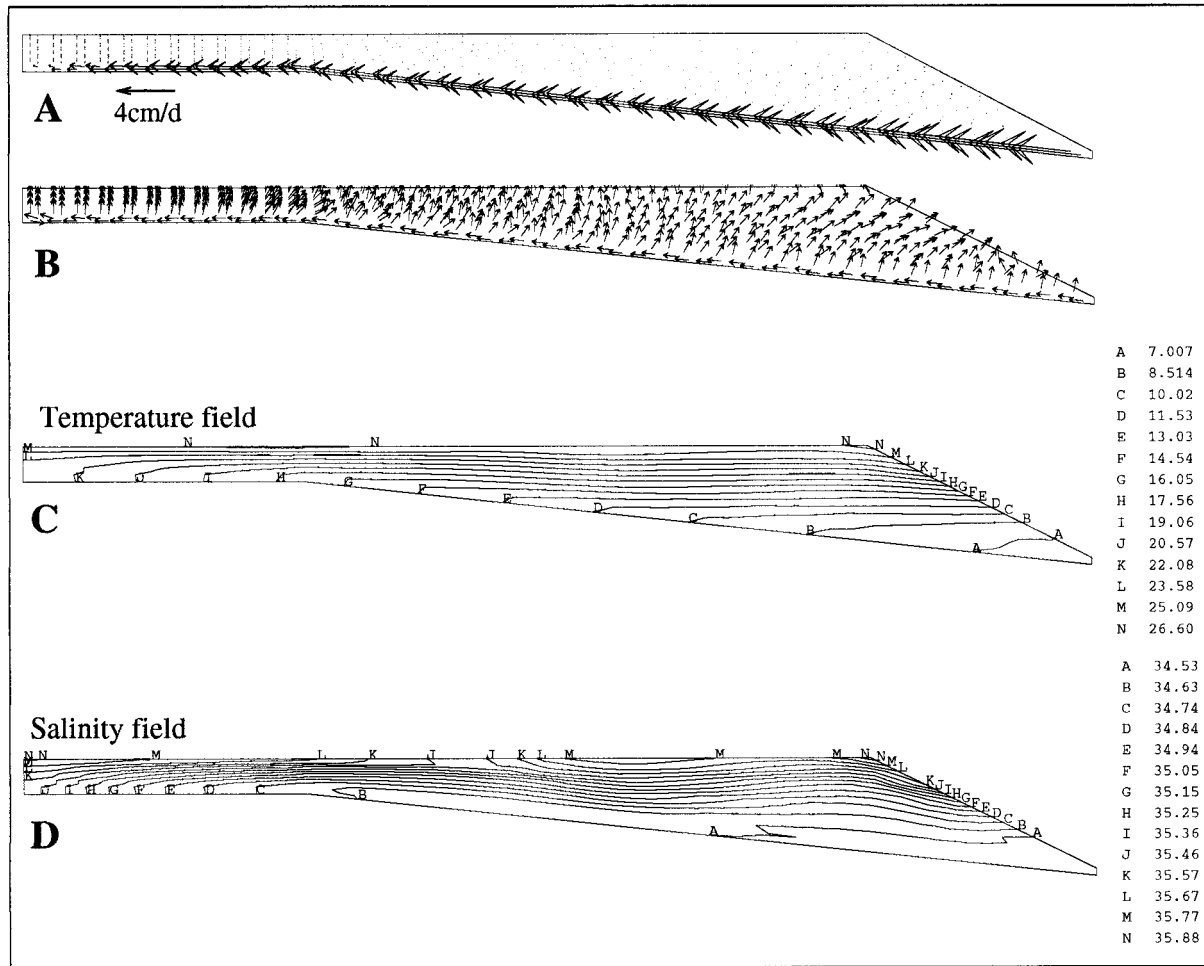 A
4cm/d
B
Temperature field
M N N N N M L K J I H G F E D C B A
L
K J I H G F E D C B A
C
A 7.007
B 8.514
C 10.02
D 11.53
E 13.03
F 14.54
G 16.05
H 17.56
I 19.06
J 20.57
K 22.08
L 23.58
M 25.09
N 26.60
Salinity field
N N M L K J J K L M M M N N M L K J I H G F E D C B A
K
J I H G F E D C B A
D
A 34.53
B 34.63
C 34.74
D 34.84
E 34.94
F 35.05
G 35.15
H 35.25
I 35.36
J 35.46
K 35.57
L 35.67
M 35.77
N 35.88